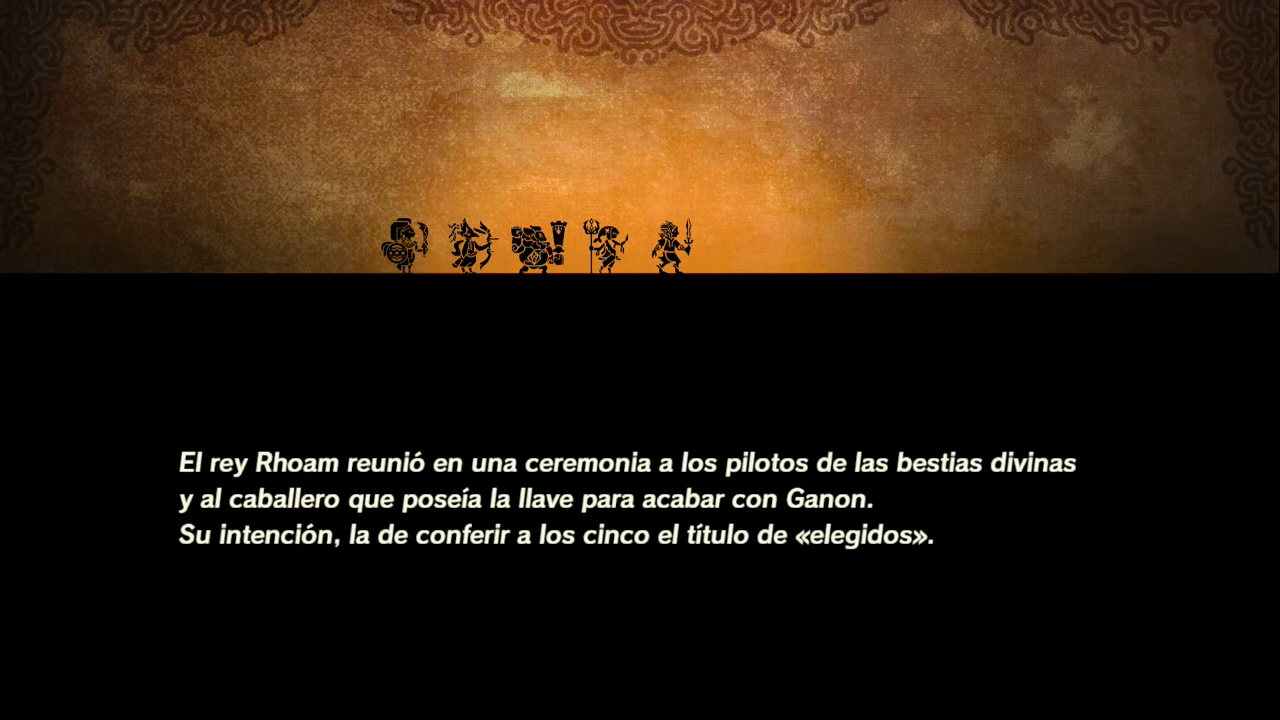 El rey Rhoam reunió en una ceremonia a los pilotos de las bestias divinas
y al caballero que poseía la llave para acabar con Ganon.
Su intención, la de conferir a los cinco el título de «elegidos».